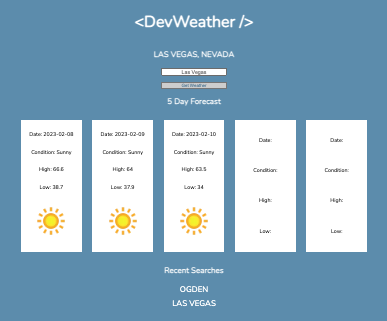 <DevWeather />
LAS VEGAS, NEVADA
Las Vegas
Get Weather
5 Day Forecast
Date: 2023-02-08
Condition: Sunny
High: 66.6
Low: 38.7
Date: 2023-02-09
Condition: Sunny
High: 64
Low: 37.9
Date: 2023-02-10
Condition: Sunny
High: 63.5
Low: 34
Date:
Condition:
High:
Low:
Date:
Condition:
High:
Low:
Recent Searches
OGDEN
LAS VEGAS